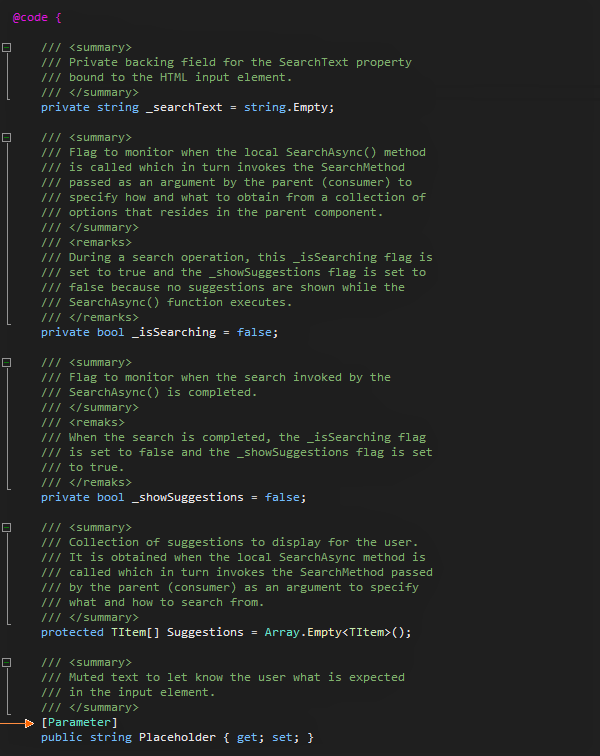 @code {
/// <summary>
/// Private backing field for the SearchText property
/// bound to the HTML input element.
/// </summary>
private string _searchText = string.Empty;
/// <summary>
/// Flag to monitor when the local SearchAsync() method
/// is called which in turn invokes the SearchMethod
/// passed as an argument by the parent (consumer) to
/// specify how and what to obtain from a collection of
/// options that resides in the parent component.
/// </summary>
/// <remarks>
/// During a search operation, this _isSearching flag is
/// set to true and the _showSuggestions flag is set to
/// false because no suggestions are shown while the
/// SearchAsync() function executes.
/// </remarks>
private bool _isSearching = false;
/// <summary>
/// Flag to monitor when the search invoked by the
/// SearchAsync() is completed.
/// </summary>
/// <remaks>
/// When the search is completed, the _isSearching flag
/// is set to false and the _showSuggestions flag is set
/// to true.
/// </remaks>
private bool _showSuggestions = false;
/// <summary>
/// Collection of suggestions to display for the user.
/// It is obtained when the local SearchAsync method is
/// called which in turn invokes the SearchMethod passed
/// by the parent (consumer) as an argument to specify
/// what and how to search from.
/// </summary>
protected TItem[] Suggestions = Array.Empty<TItem>();
/// <summary>
/// Muted text to let know the user what is expected
/// in the input element.
/// </summary>
[Parameter]
public string Placeholder { get; set; }